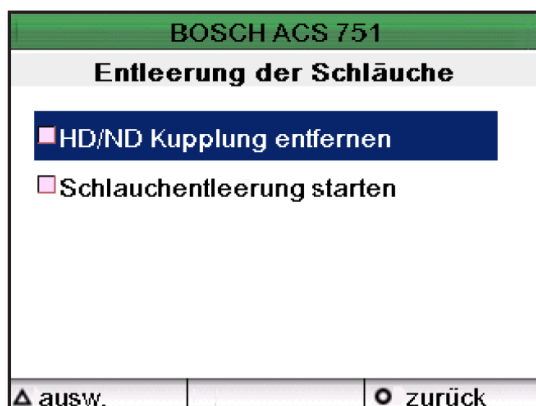 BOSCH ACS 751
Entleerung der Schläuche
HD/ND Kupplung entfernen
Schlauchentleerung starten
ausw. zurück